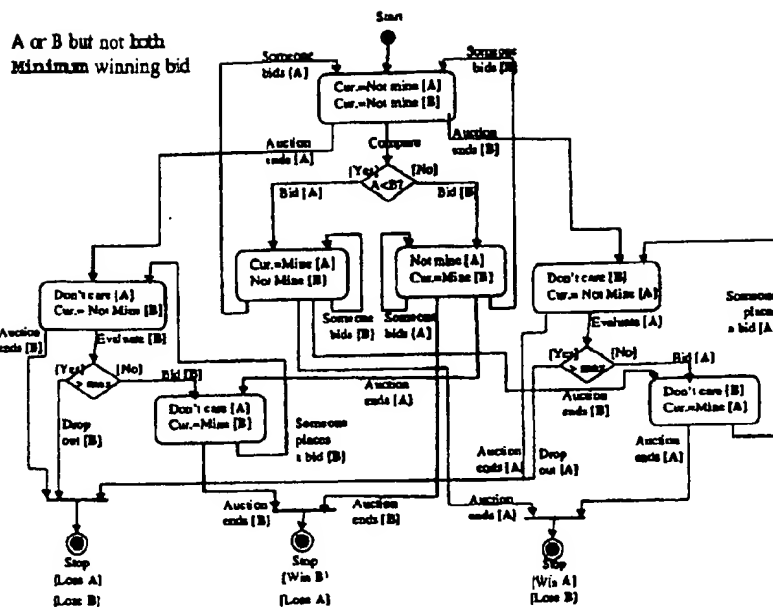 Start
A or B but not both
Minimum winning bid
Someone
bids [A]
Someone
bids [B]
Cur.=Not mine [A]
Cur.=Not mine [B]
Auction
ends [A]
Compare
Auction
ends [B]
[Yes]
[No]
A<B?
Bid [A]
Bid [B]
Cur.=Mine [A]
Not Mine [B]
Not mine [A]
Cur.=Mine [B]
Don't care [A]
Cur.= Not Mine [B]
Don't care [B]
Cur.= Not Mine [A]
Someone
places
a bid [A]
Someone
bids [B]
Someone
bids [A]
Auction
ends [B]
Evaluate [B]
Evaluate [A]
[Yes]
[No]
> max
Bid [B]
Auction
ends [A]
[Yes]
[No]
> max
Bid [A]
Don't care [A]
Cur.=Mine [B]
Someone
places
a bid [B]
Auction
ends [B]
Don't care [B]
Cur.=Mine [A]
Drop
out [B]
Auction
ends [A]
Drop
out [A]
Auction
ends [A]
Auction
ends [B]
Auction
ends [B]
Auction
ends [A]
Stop
[Lose A]
[Lose B]
Stop
[Win B]
[Lose A]
Stop
[Win A]
[Lose B]